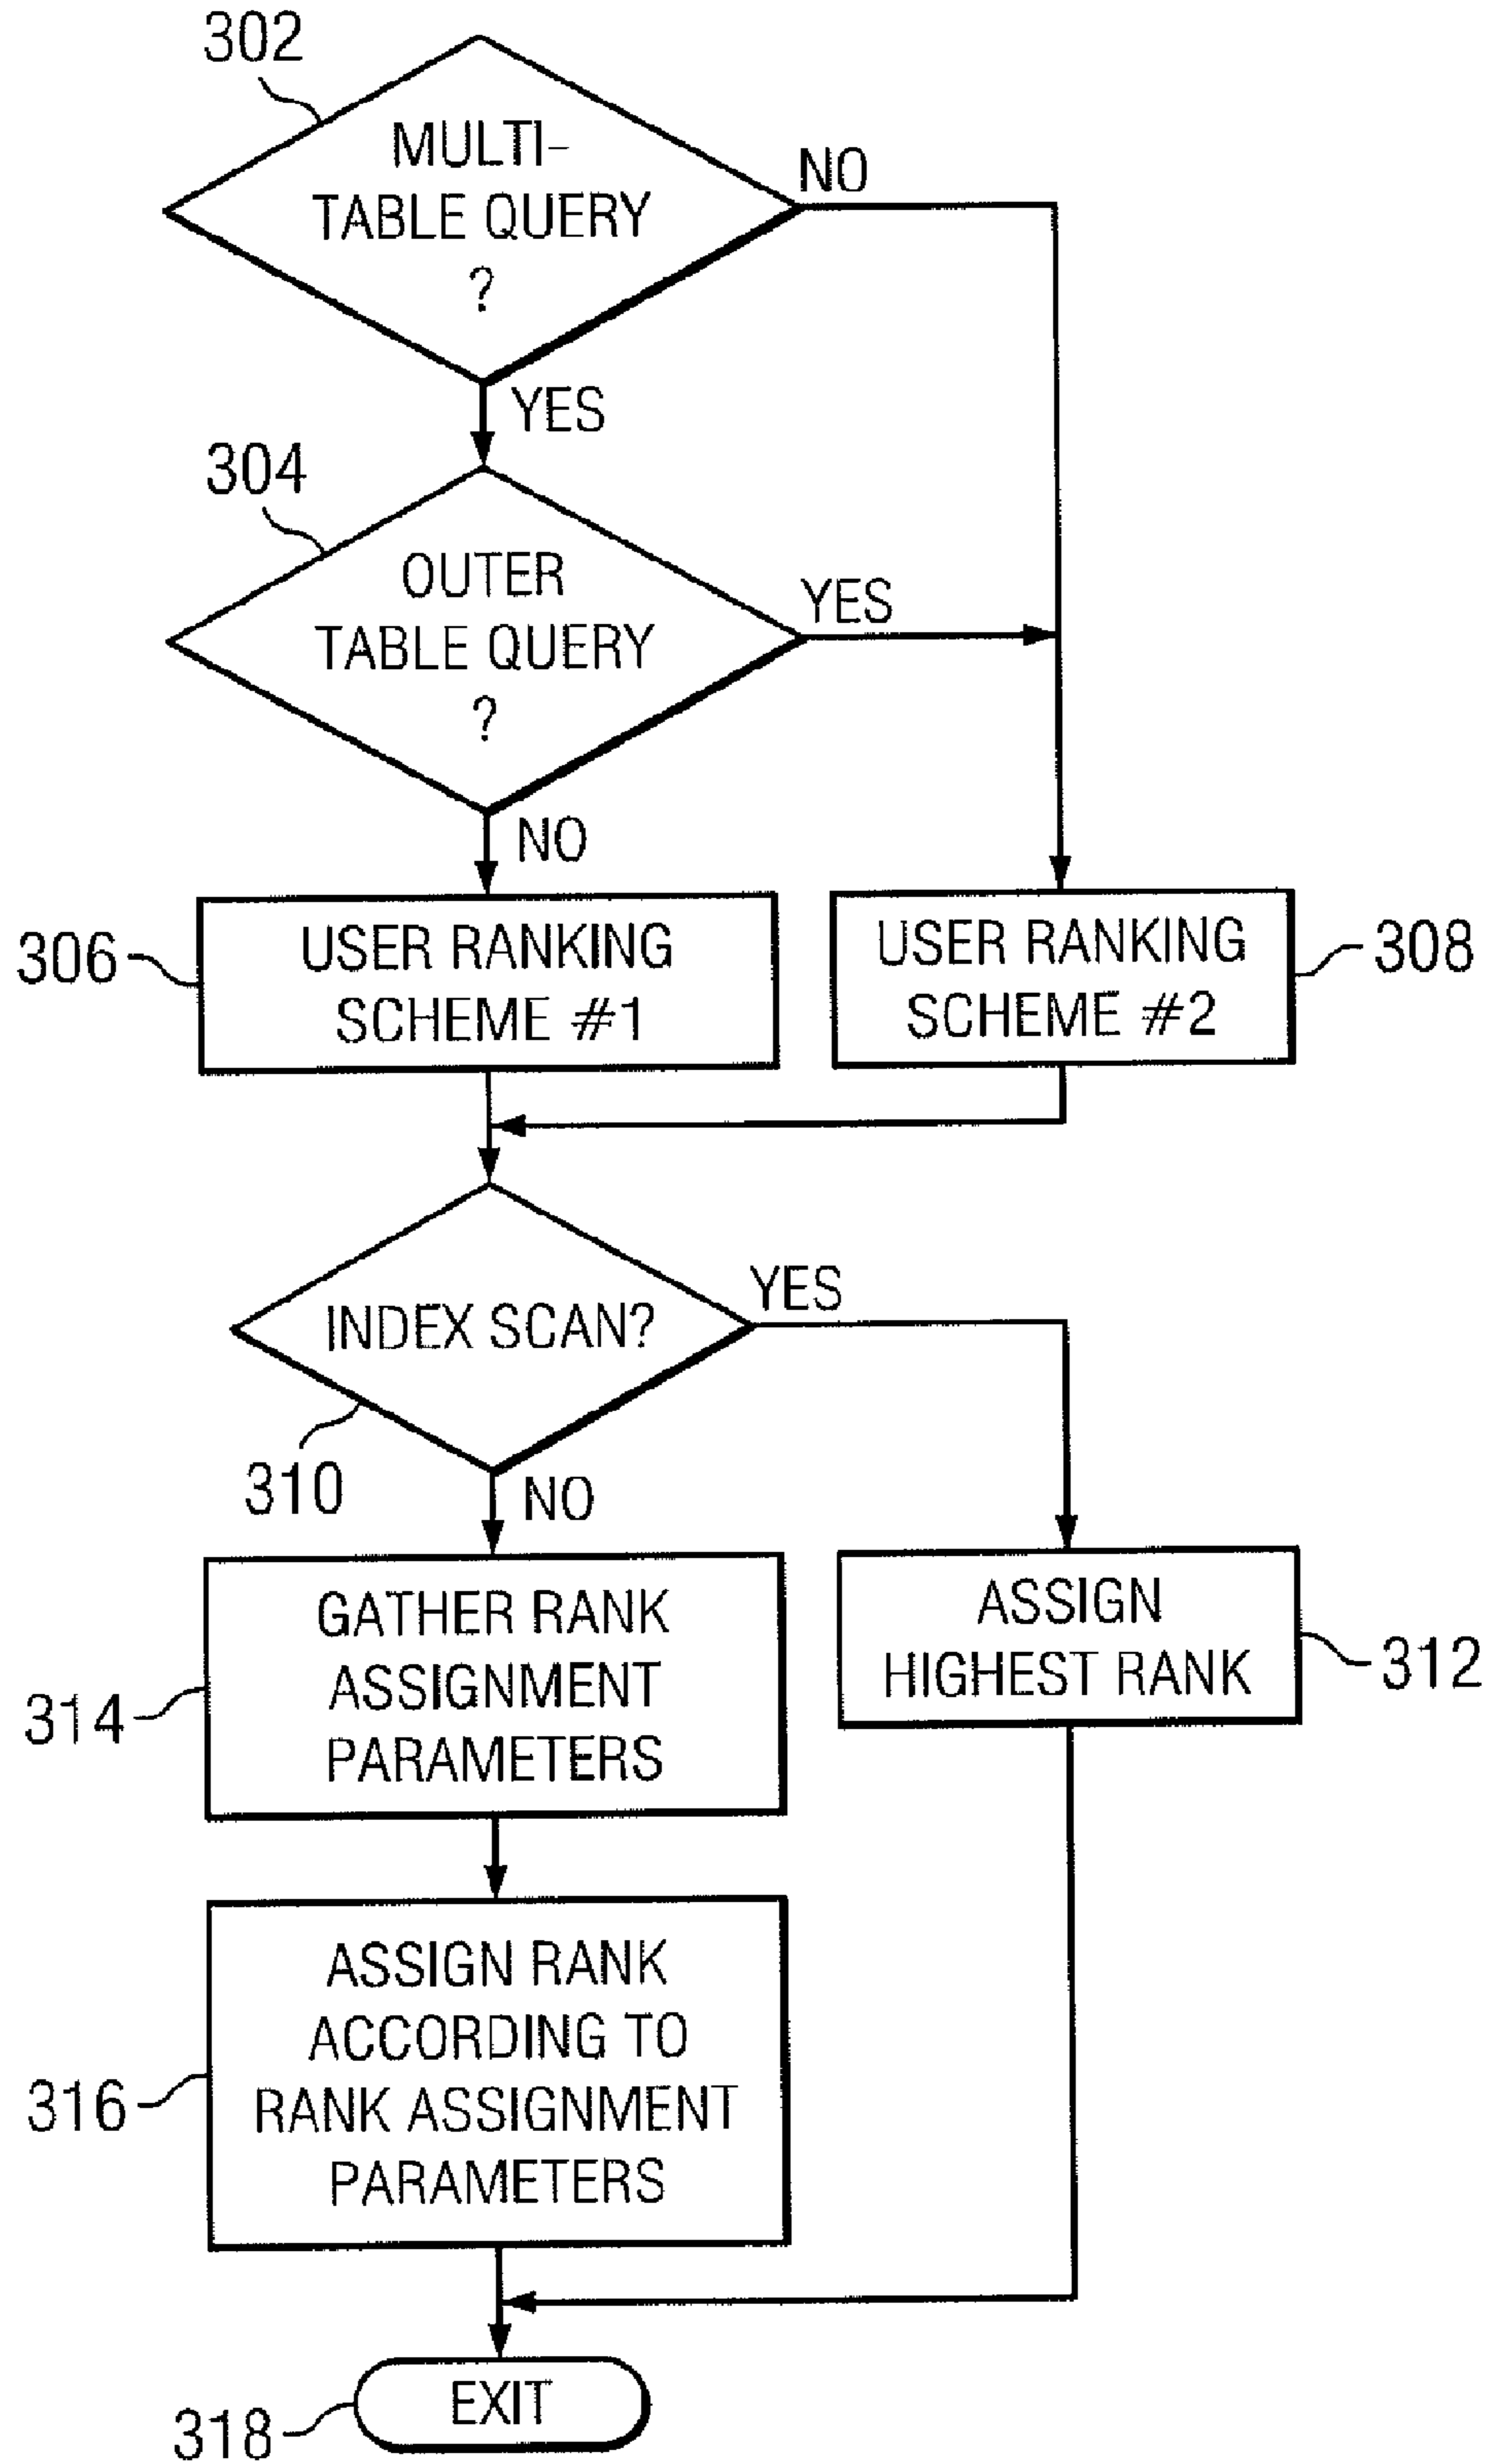 302
MULTI-
TABLE QUERY
?
NO
YES
304
OUTER
TABLE QUERY
?
YES
NO
306
USER RANKING
SCHEME #1
USER RANKING
SCHEME #2
308
INDEX SCAN?
YES
310
NO
GATHER RANK
ASSIGNMENT
PARAMETERS
314
ASSIGN
HIGHEST RANK
312
ASSIGN RANK
ACCORDING TO
RANK ASSIGNMENT
PARAMETERS
316
EXIT
318